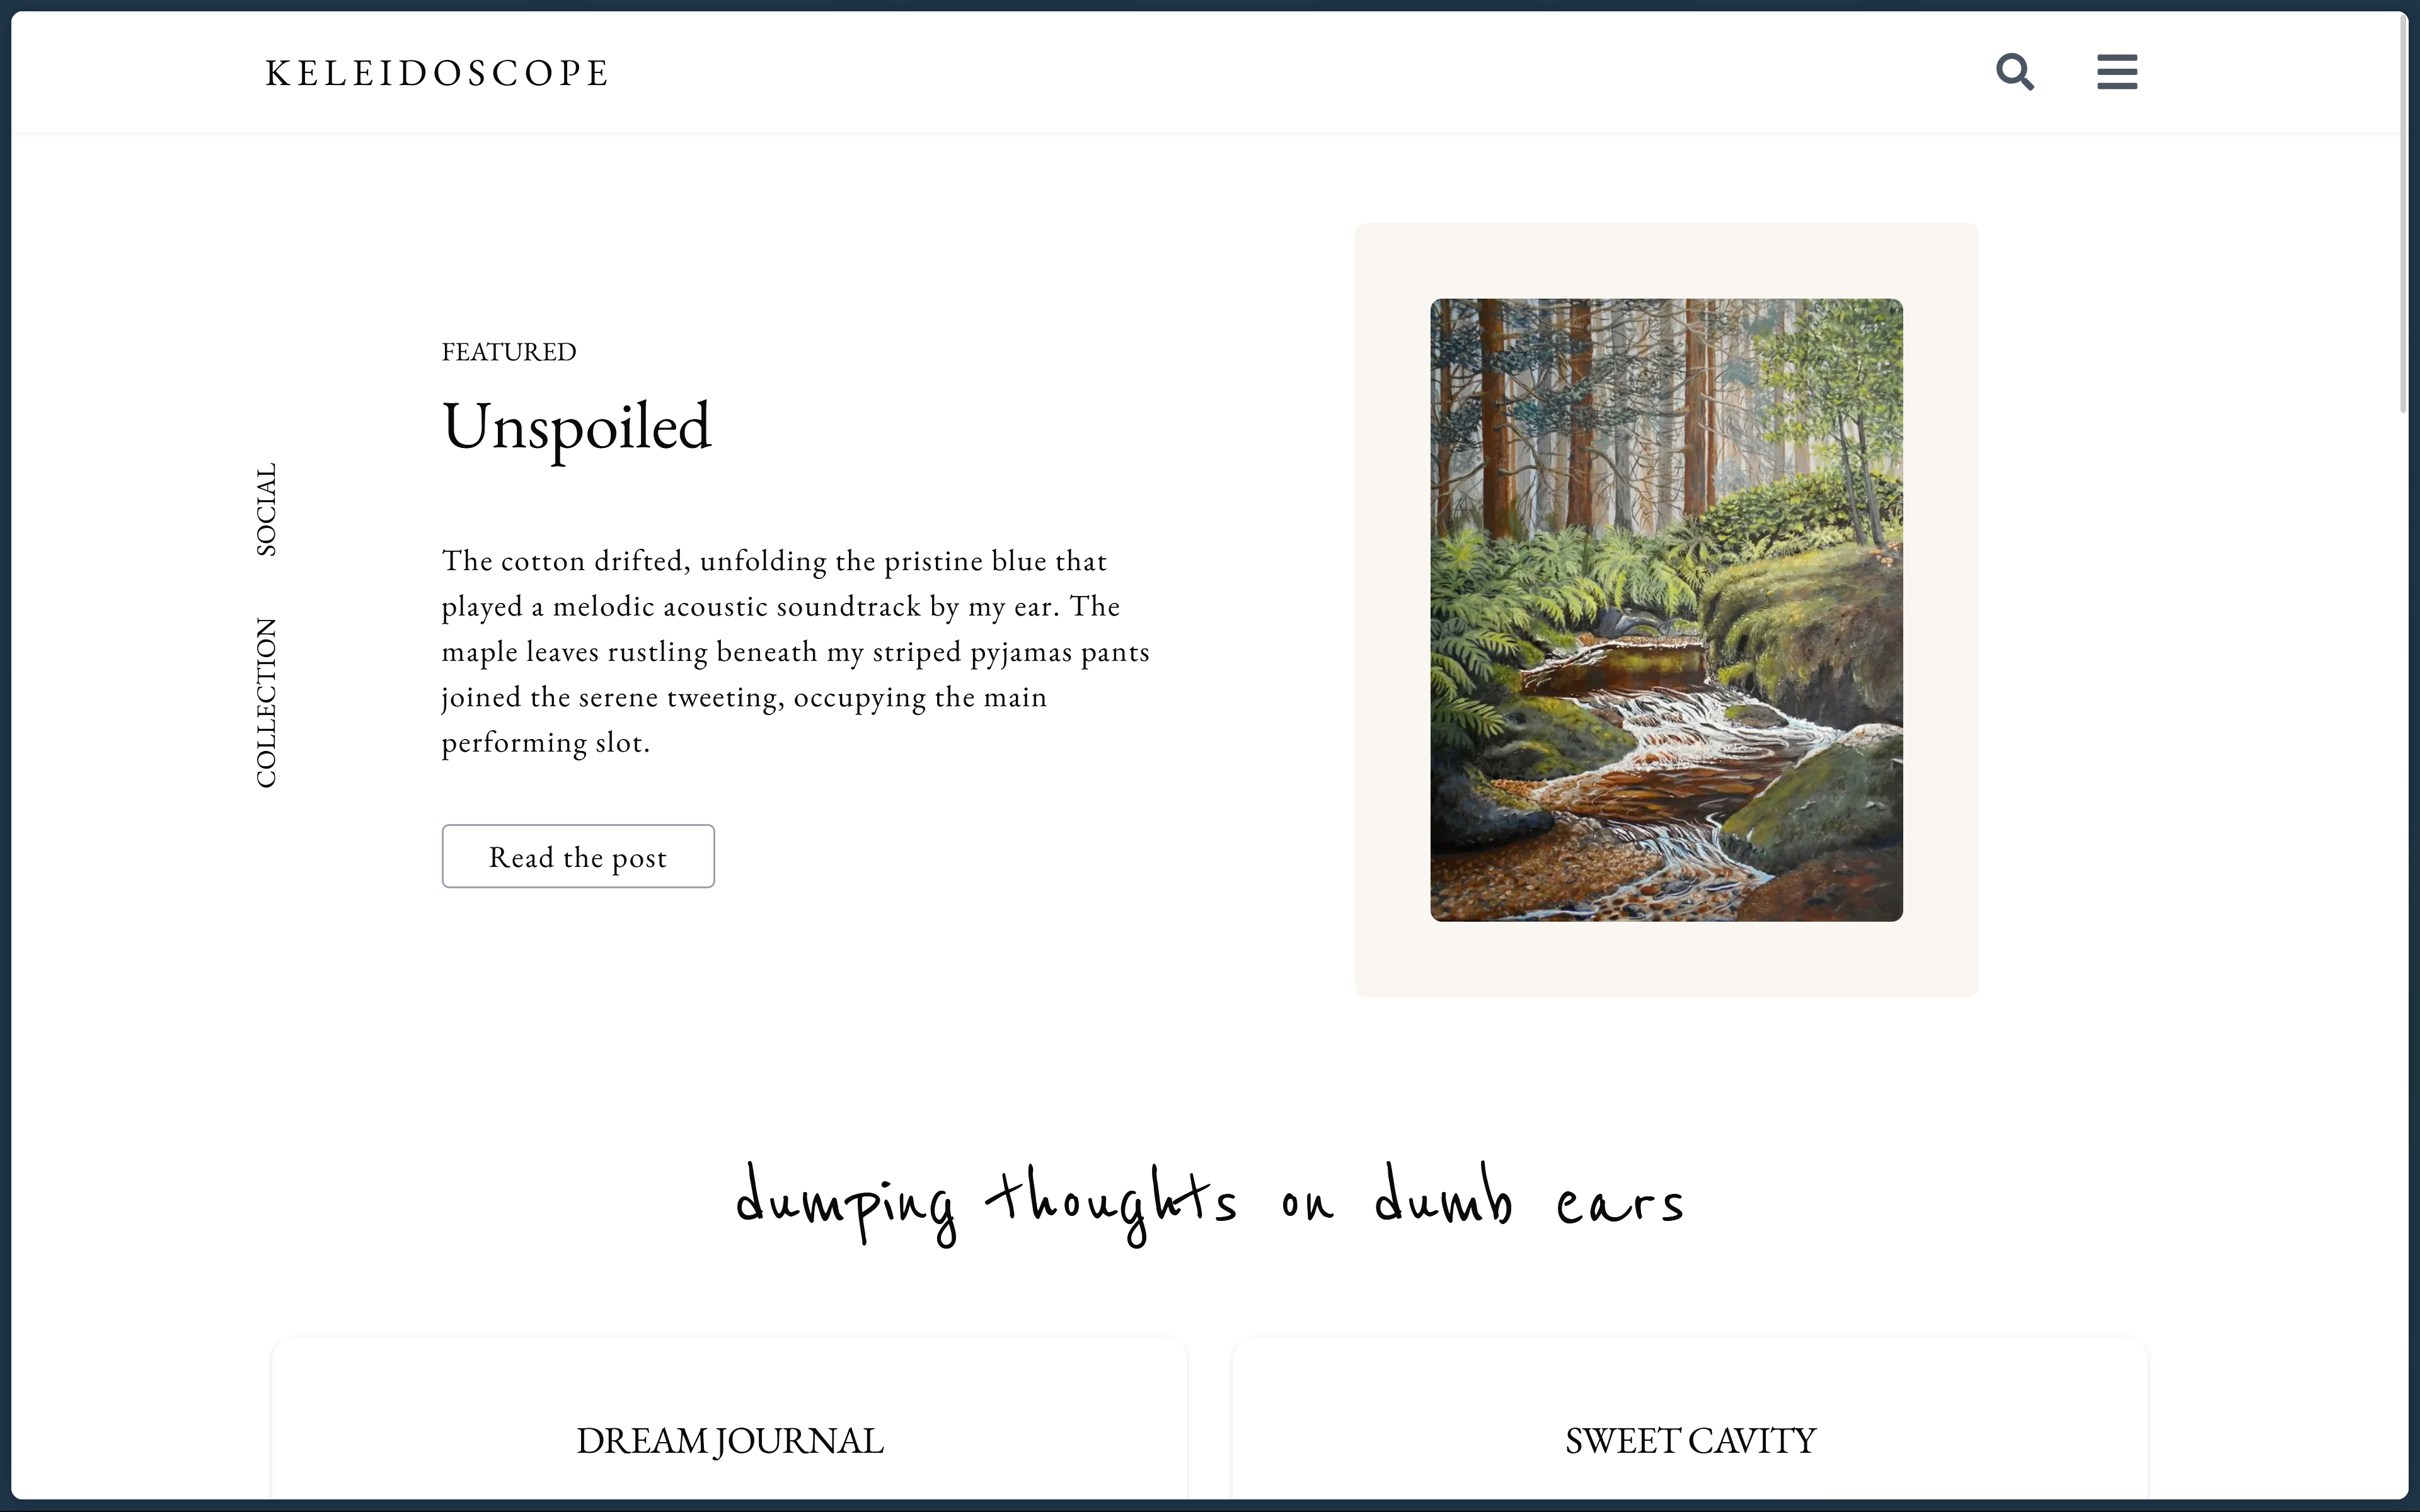 KELEIDOSCOPE
FEATURED
Unspoiled
SOCIAL
COLLECTION
The cotton drifted, unfolding the pristine blue that
played a melodic acoustic soundtrack by my ear. The
maple leaves rustling beneath my striped pyjamas pants
joined the serene tweeting, occupying the main
performing slot.
Read the post
dumping thoughts on dumb ears
DREAM JOURNAL
SWEET CAVITY